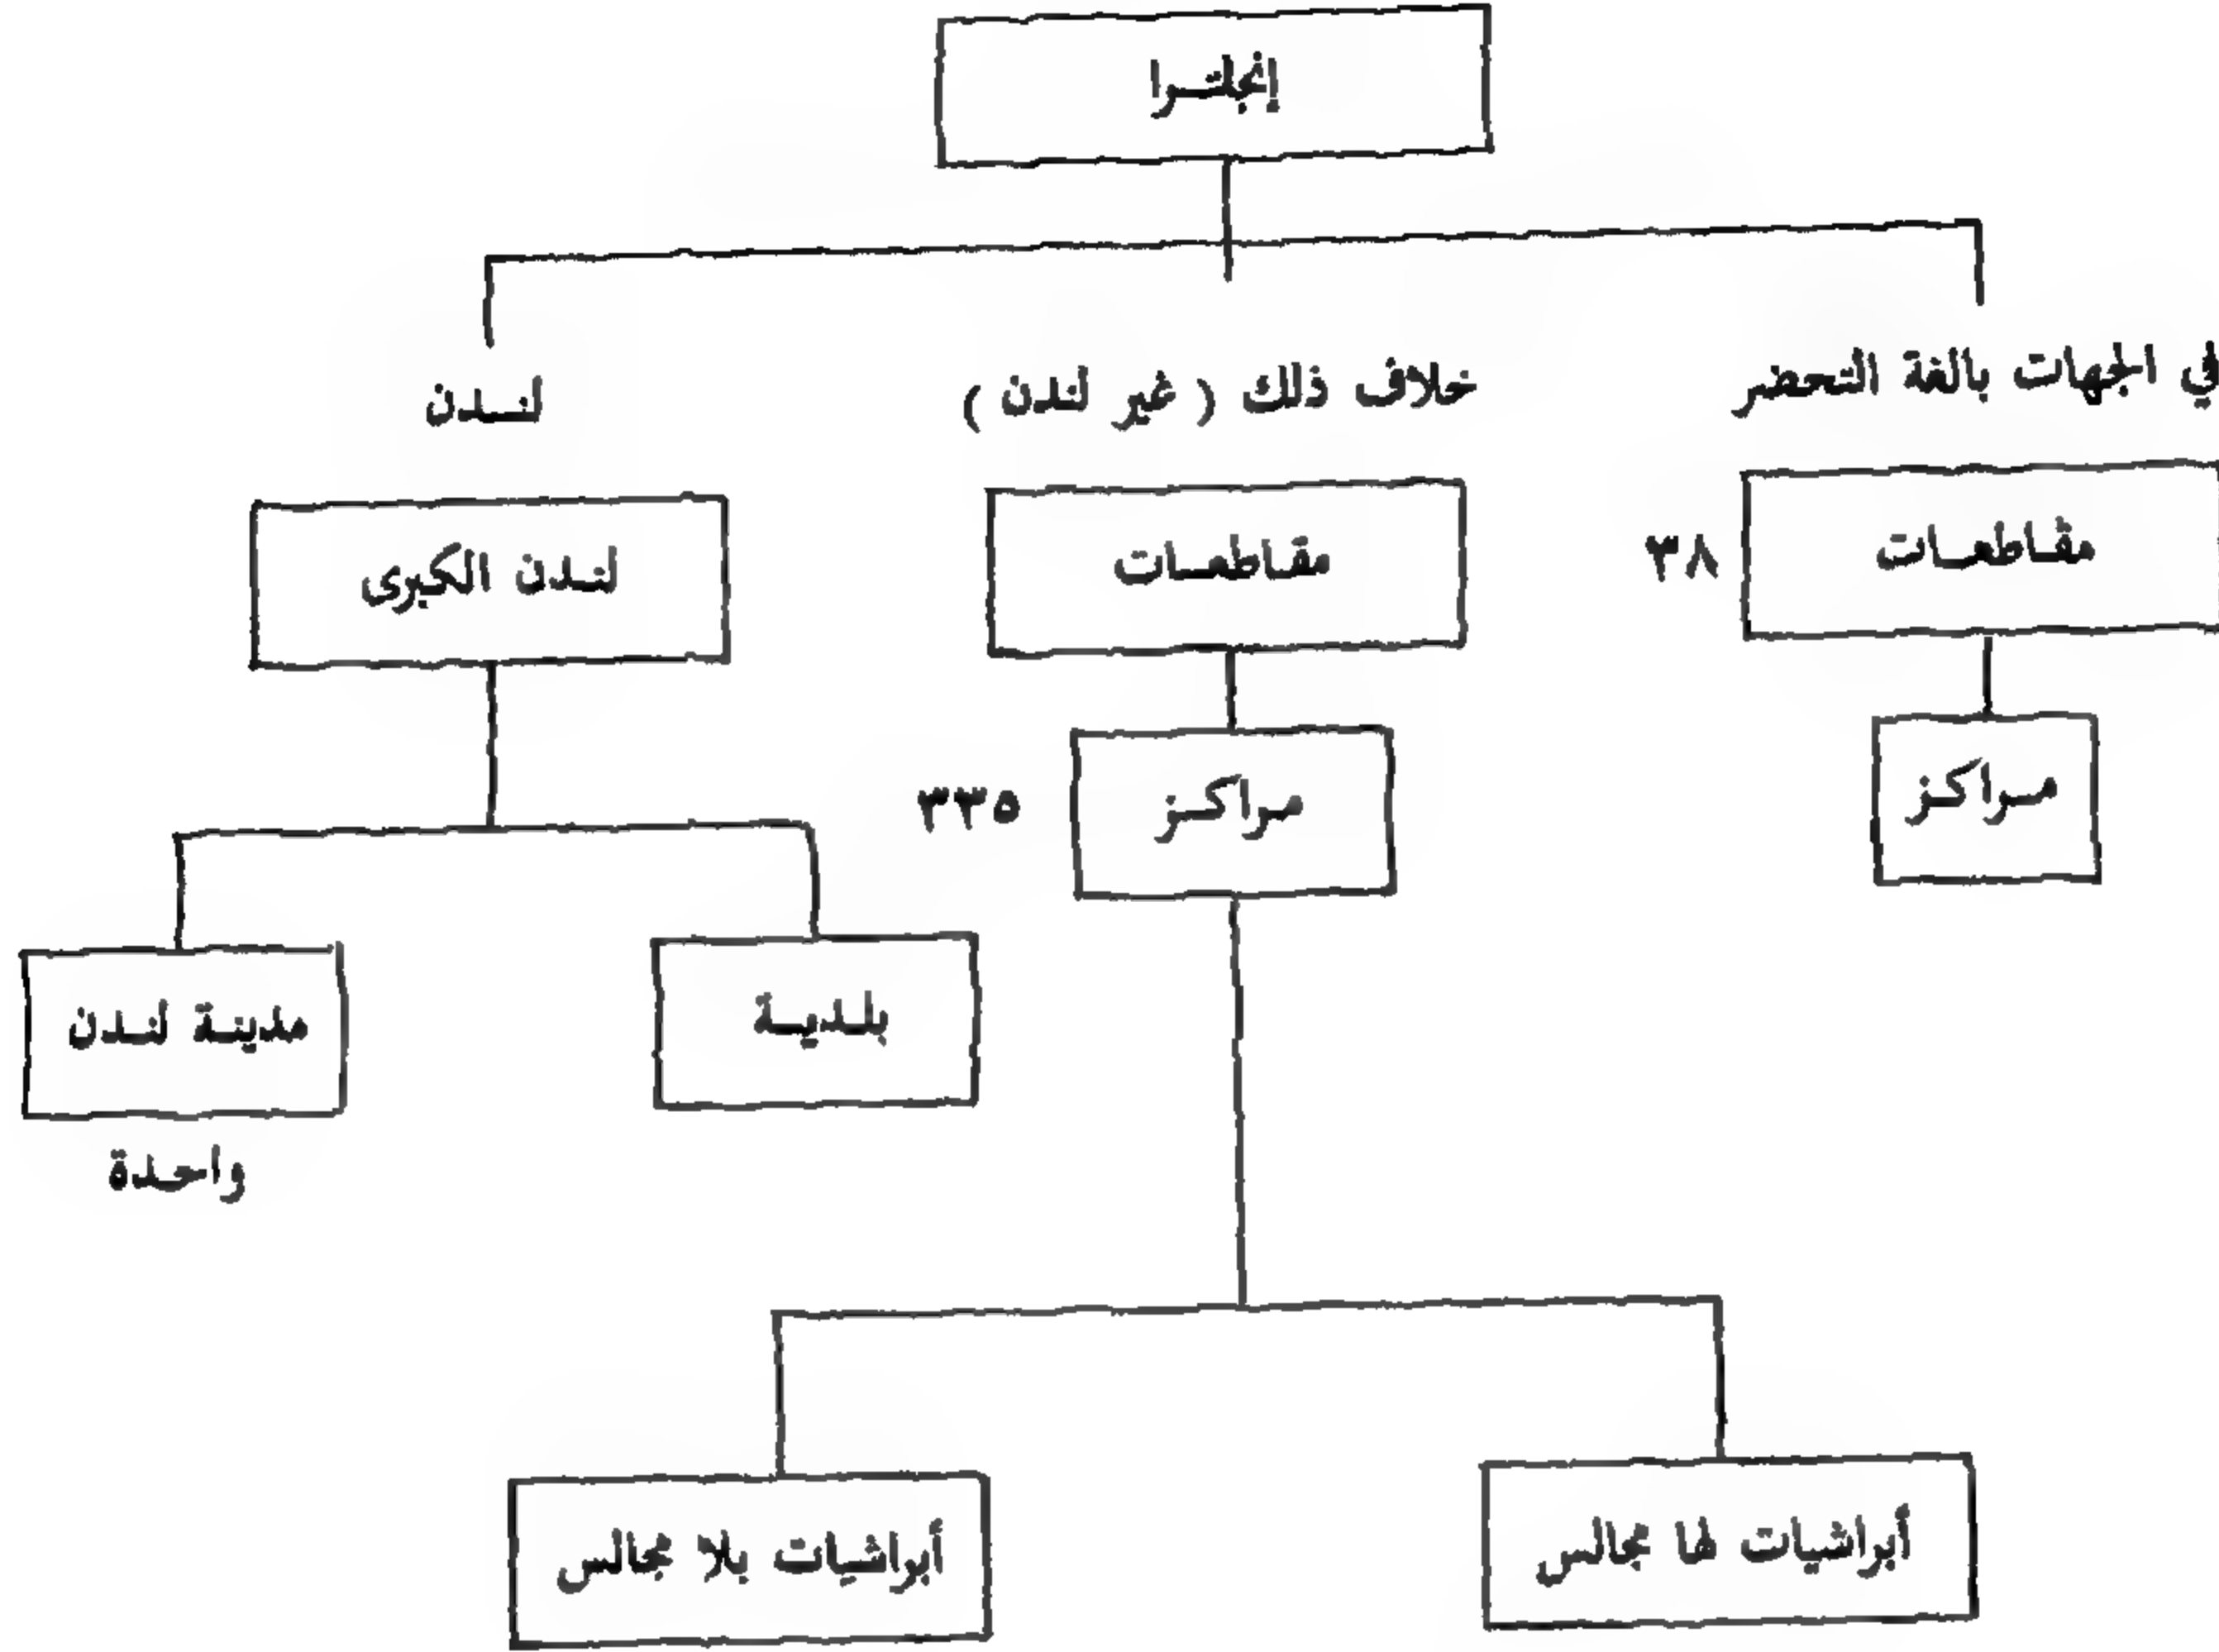 إنجلترا
في الجهات بالغة التحضر
خلاف ذلك ( غير لندن )
لندن
مقاطعات
٣٨
مقاطعات
لندن الكبرى
مراكز
مراكز
٣٣٥
بلدية
مدينة لندن
واحدة
أبراشيات لها مجالس
أبراشيات بلا مجالس